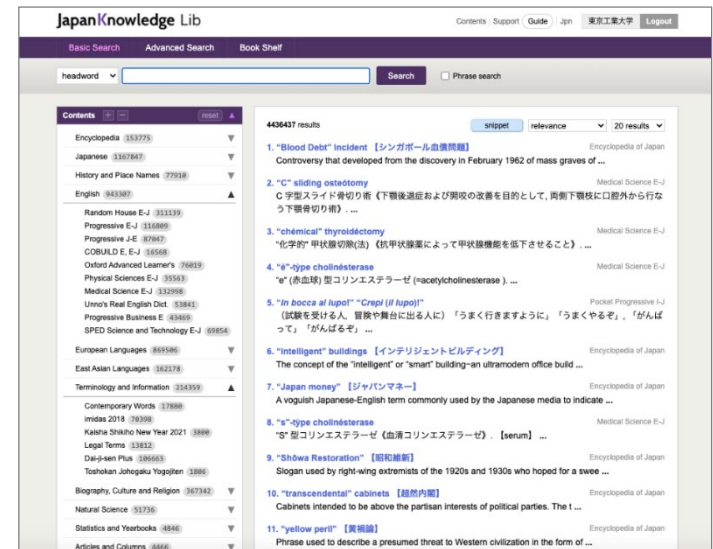 JapanKnowledge Lib
Contents Support Guide Jpn 東京工業大学 Logout
Basic Search Advanced Search Book Shelf
headword Search Phrase search
Contents + − reset ▲
Encyclopedia 153775 ▼
Japanese 1167847 ▼
History and Place Names 77910 ▼
English 943307 ▲
Random House E-J 311139
Progressive E-J 116809
Progressive J-E 87047
COBUILD E, E-J 16568
Oxford Advanced Learner's 76019
Physical Sciences E-J 35563
Medical Science E-J 132998
Unno's Real English Dict. 53841
Progressive Business E 43469
SPED Science and Technology E-J 69854
European Languages 869506 ▼
East Asian Languages 162178 ▼
Terminology and Information 214359 ▲
Contemporary Words 17880
imidas 2018 70398
Kaisha Shikiho New Year 2021 3800
Legal Terms 13812
Dai-ji-sen Plus 106663
Toshokan Johogaku Yogojiten 1806
Biography, Culture and Religion 367342 ▼
Natural Science 51736 ▼
Statistics and Yearbooks 4846 ▼
Articles and Columns 4466
4436437 results snippet relevance 20 results
1. "Blood Debt" Incident 【シンガポール血債問題】 Encyclopedia of Japan
Controversy that developed from the discovery in February 1962 of mass graves of ...
2. "C" sliding osteótomy Medical Science E-J
C 字型スライド骨切り術《下顎後退症および開咬の改善を目的として, 両側下顎枝に口腔外から行な
う下顎骨切り術》. ...
3. "chémical" thyroidéctomy Medical Science E-J
"化学的" 甲状腺切除(法)《抗甲状腺薬によって甲状腺機能を低下させること》. ...
4. "é"-týpe cholinésterase Medical Science E-J
"e" (赤血球) 型コリンエステラーゼ (=acetylcholinesterase ). ...
5. "In bocca al lupo!" "Crepi (il lupo)!" Pocket Progressive I-J
（試験を受ける人，冒険や舞台に出る人に）「うまく行きますように」「うまくやるぞ」，「がんば
って」「がんばるぞ」 ...
6. "intelligent" buildings 【インテリジェントビルディング】 Encyclopedia of Japan
The concept of the "intelligent" or "smart" building−an ultramodern office build ...
7. "Japan money" 【ジャパンマネー】 Encyclopedia of Japan
A voguish Japanese-English term commonly used by the Japanese media to indicate ...
8. "s"-týpe cholinésterase Medical Science E-J
"S" 型コリンエステラーゼ《血清コリンエステラーゼ》. 【serum】 ...
9. "Shōwa Restoration" 【昭和維新】 Encyclopedia of Japan
Slogan used by right-wing extremists of the 1920s and 1930s who hoped for a swee ...
10. "transcendental" cabinets 【超然内閣】 Encyclopedia of Japan
Cabinets intended to be above the partisan interests of political parties. The t ...
11. "yellow peril" 【黄禍論】 Encyclopedia of Japan
Phrase used to describe a presumed threat to Western civilization in the form of ...